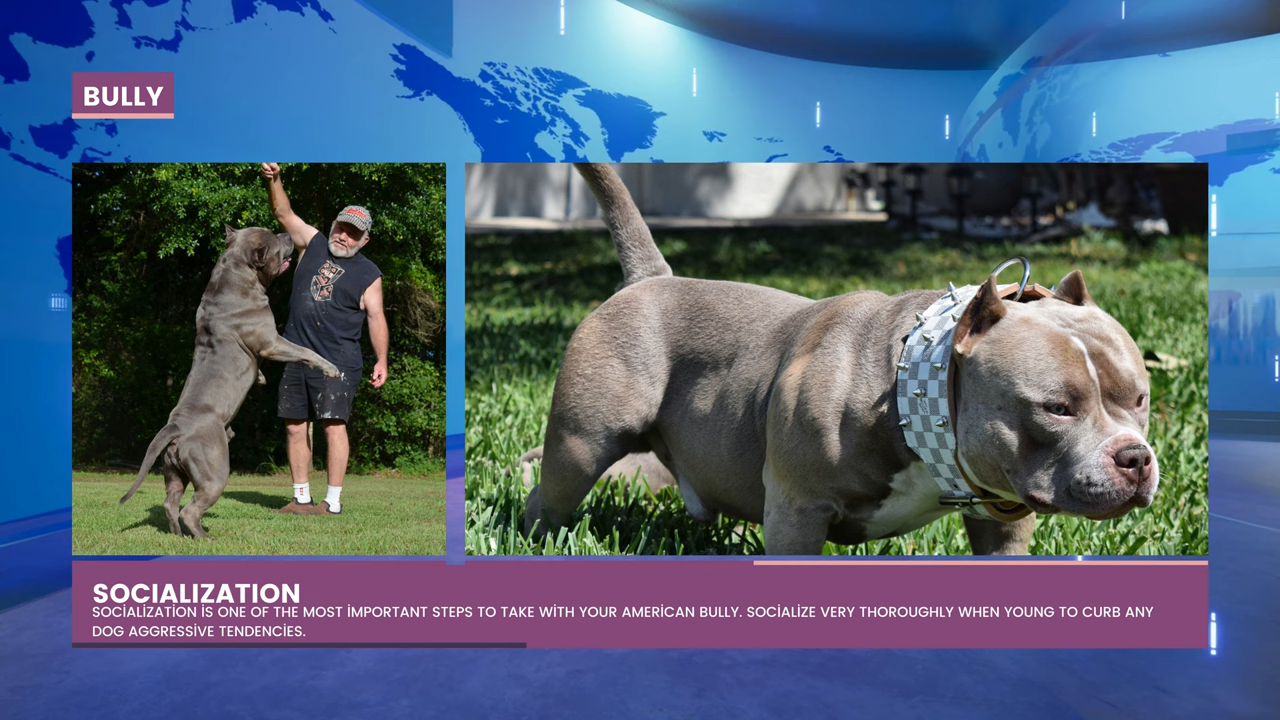 BULLY
SOCIALIZATION
SOCİALİZATİON İS ONE OF THE MOST İMPORTANT STEPS TO TAKE WİTH YOUR AMERİCAN BULLY. SOCİALİZE VERY THOROUGHLY WHEN YOUNG TO CURB ANY
DOG AGGRESSİVE TENDENCİES.